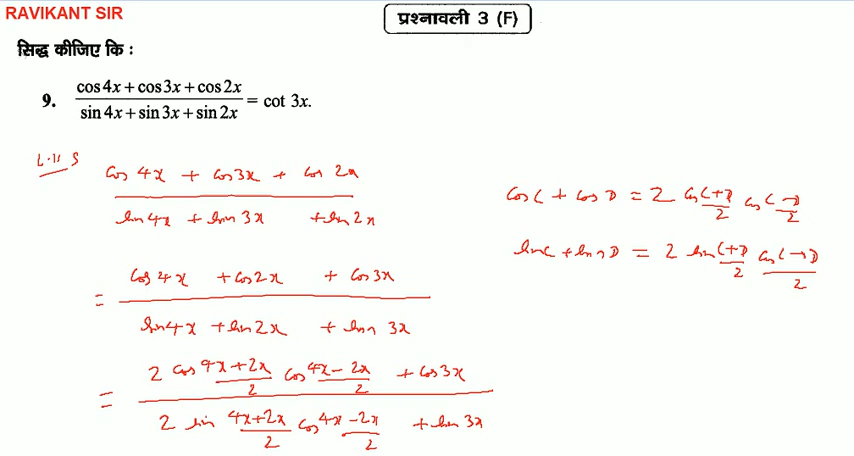 RAVIKANT SIR
प्रश्नावली 3 (F)
सिद्ध कीजिए कि :
9. (cos 4x + cos 3x + cos 2x)/(sin 4x + sin 3x + sin 2x) = cot 3x.
L.H S
(cos 4x + cos 3x + cos 2x)/(sin 4x + sin 3x + sin 2x)
cos C + cos D = 2 cos (C+D)/2 cos (C-D)/2
sin C + sin D = 2 sin (C+D)/2 cos (C-D)/2
= (cos 4x + cos 2x + cos 3x)/(sin 4x + sin 2x + sin 3x)
= (2 cos (4x+2x)/2 cos (4x-2x)/2 + cos 3x)/(2 sin (4x+2x)/2 cos (4x-2x)/2 + sin 3x)